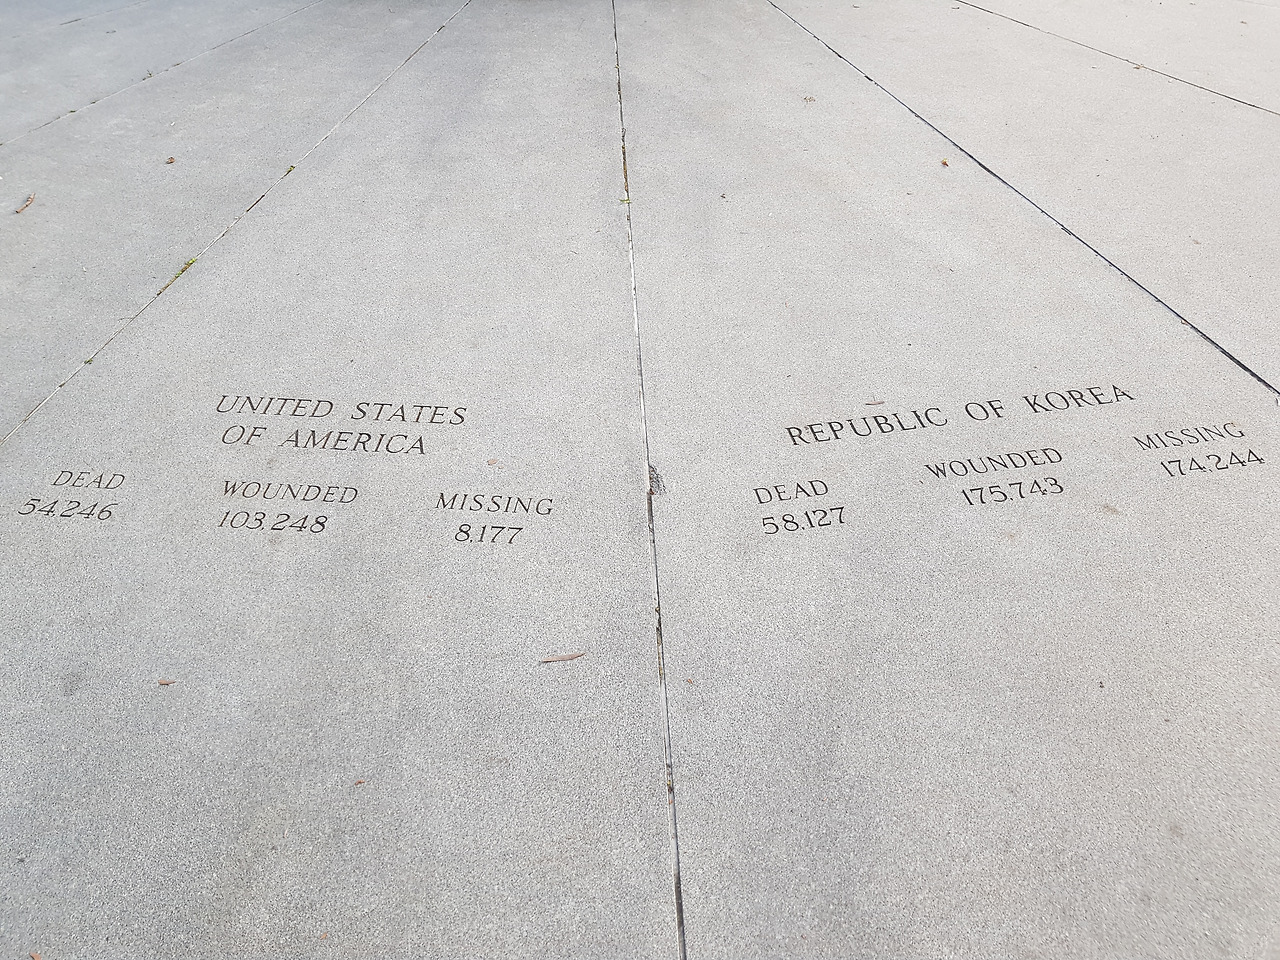 UNITED STATES
OF AMERICA
DEAD WOUNDED MISSING
54,246 103,248 8,177
REPUBLIC OF KOREA
DEAD WOUNDED MISSING
58,127 175,743 174,244